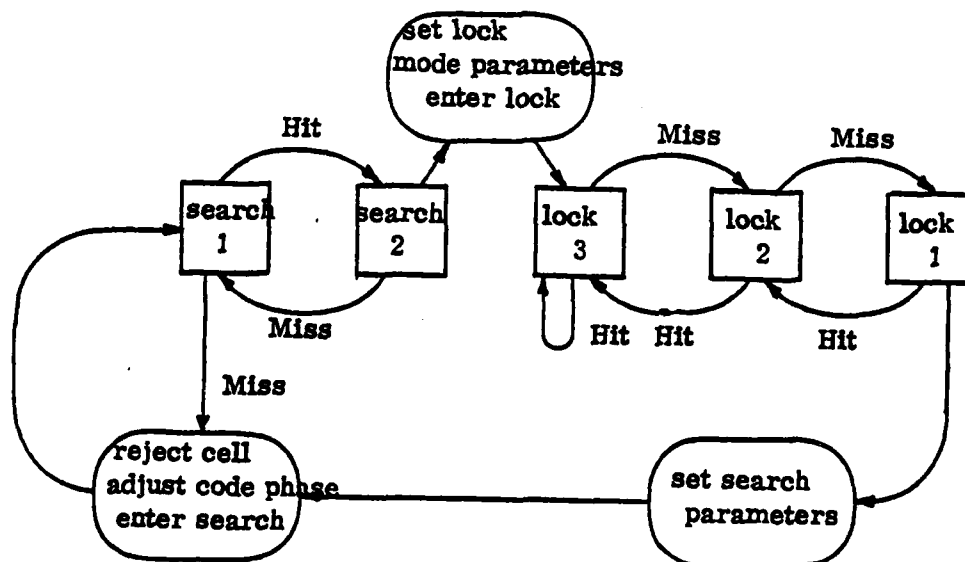 set lock
mode parameters
enter lock
Hit
Miss
Miss
search
1
search
2
lock
3
lock
2
lock
1
Miss
Hit
Hit
Hit
Miss
reject cell
adjust code phase
enter search
set search
parameters